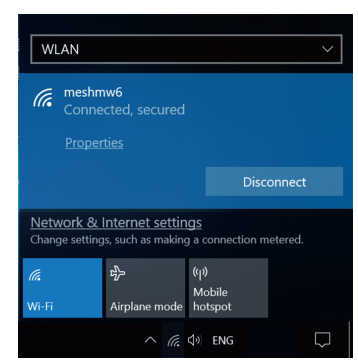 WLAN
meshmw6
Connected, secured
Properties
Disconnect
Network & Internet settings
Change settings, such as making a connection metered.
Wi-Fi
Airplane mode
Mobile
hotspot
ENG